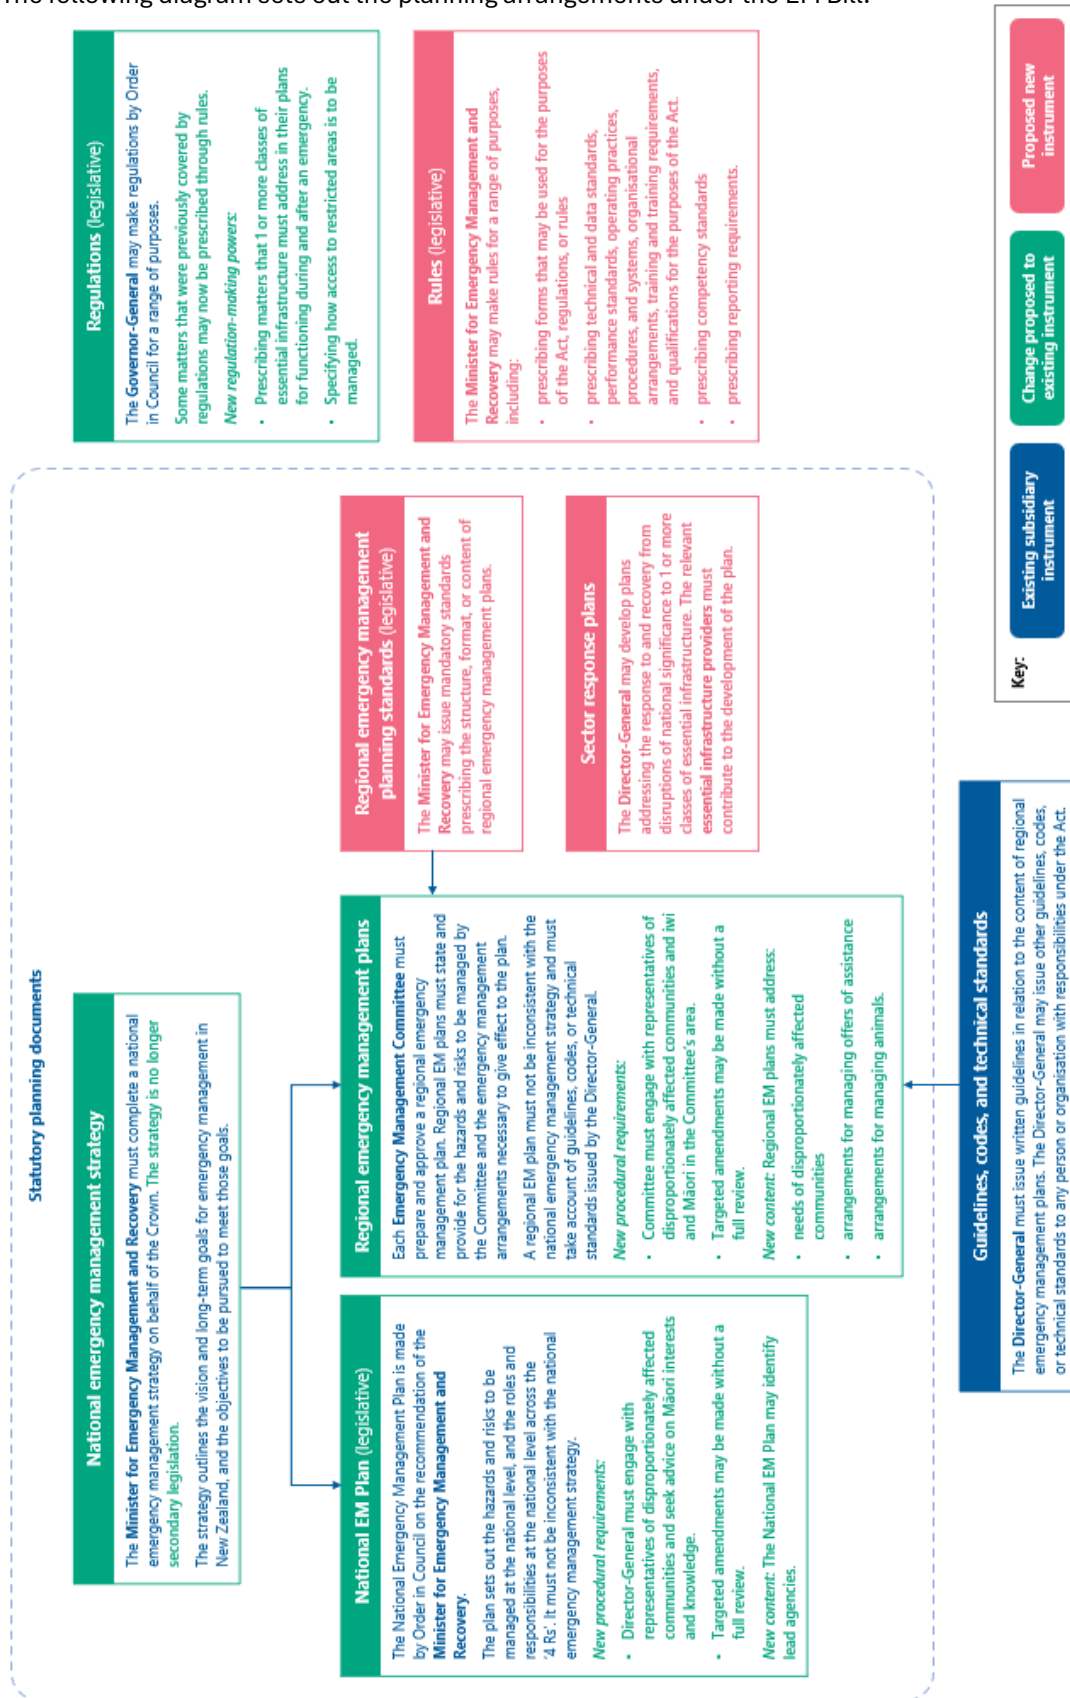 The following diagram sets out the planning arrangements under the EM Bill.
Statutory planning documents
National emergency management strategy
The Minister for Emergency Management and Recovery must complete a national
emergency management strategy on behalf of the Crown. The strategy is no longer
secondary legislation.
The strategy outlines the vision and long-term goals for emergency management in
New Zealand, and the objectives to be pursued to meet those goals.
National EM Plan (legislative)
The National Emergency Management Plan is made
by Order in Council on the recommendation of the
Minister for Emergency Management and
Recovery.
The plan sets out the hazards and risks to be
managed at the national level, and the roles and
responsibilities at the national level across the
‘4 Rs’. It must not be inconsistent with the national
emergency management strategy.
New procedural requirements:
• Director-General must engage with
representatives of disproportionately affected
communities and seek advice on Māori interests
and knowledge.
• Targeted amendments may be made without a
full review.
New content: The National EM Plan may identify
lead agencies.
Regional emergency management plans
Each Emergency Management Committee must
prepare and approve a regional emergency
management plan. Regional EM plans must state and
provide for the hazards and risks to be managed by
the Committee and the emergency management
arrangements necessary to give effect to the plan.
A regional EM plan must not be inconsistent with the
national emergency management strategy and must
take account of guidelines, codes, or technical
standards issued by the Director-General.
New procedural requirements:
• Committee must engage with representatives of
disproportionately affected communities and iwi
and Māori in the Committee’s area.
• Targeted amendments may be made without a
full review.
New content: Regional EM plans must address:
• needs of disproportionately affected
communities
• arrangements for managing offers of assistance
• arrangements for managing animals.
Regional emergency management
planning standards (legislative)
The Minister for Emergency Management and
Recovery may issue mandatory standards
prescribing the structure, format, or content of
regional emergency management plans.
Sector response plans
The Director-General may develop plans
addressing the response to and recovery from
disruptions of national significance to 1 or more
classes of essential infrastructure. The relevant
essential infrastructure providers must
contribute to the development of the plan.
Regulations (legislative)
The Governor-General may make regulations by Order
in Council for a range of purposes.
Some matters that were previously covered by
regulations may now be prescribed through rules.
New regulation-making powers:
• Prescribing matters that 1 or more classes of
essential infrastructure must address in their plans
for functioning during and after an emergency.
• Specifying how access to restricted areas is to be
managed.
Rules (legislative)
The Minister for Emergency Management and
Recovery may make rules for a range of purposes,
including:
• prescribing forms that may be used for the purposes
of the Act, regulations, or rules
• prescribing technical and data standards,
performance standards, operating practices,
procedures, and systems, organisational
arrangements, training and training requirements,
and qualifications for the purposes of the Act.
• prescribing competency standards
• prescribing reporting requirements.
Guidelines, codes, and technical standards
The Director-General must issue written guidelines in relation to the content of regional
emergency management plans. The Director-General may issue other guidelines, codes,
or technical standards to any person or organisation with responsibilities under the Act.
Key:
Existing subsidiary
instrument
Change proposed to
existing instrument
Proposed new
instrument